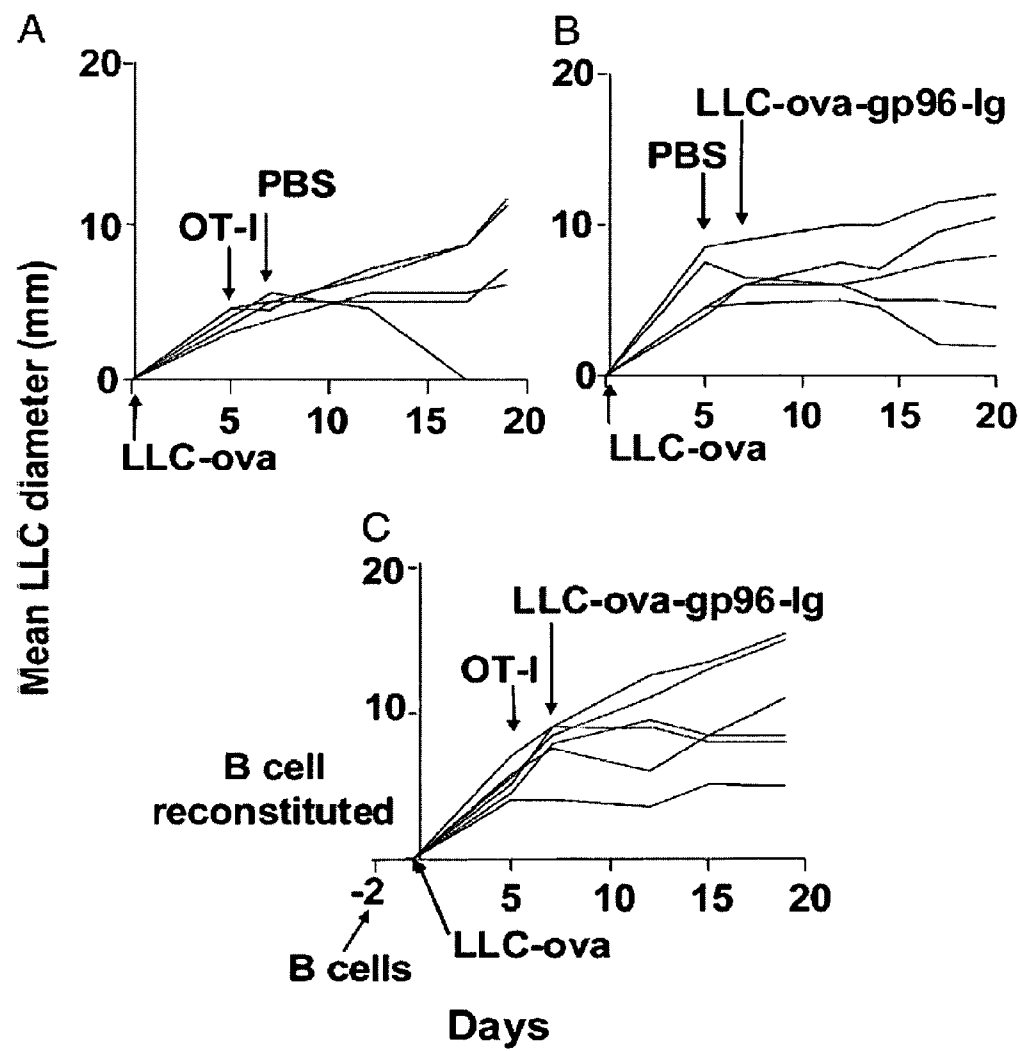 A
20
10
0
PBS
OT-I
5
10
15
20
LLC-ova
B
20
10
0
LLC-ova-gp96-Ig
PBS
5
10
15
20
LLC-ova
Mean LLC diameter (mm)
C
20
10
LLC-ova-gp96-Ig
OT-I
B cell
reconstituted
-2
5
10
15
20
B cells
LLC-ova
Days